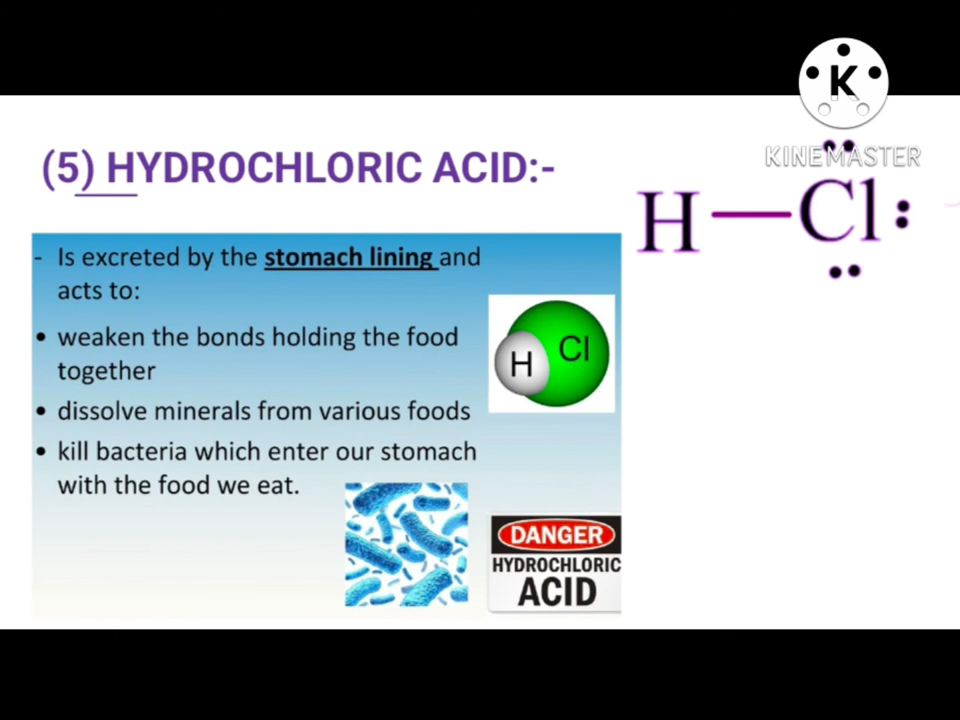 K
KINEMASTER
(5) HYDROCHLORIC ACID:-
H — Cl
- Is excreted by the stomach lining and
acts to:
• weaken the bonds holding the food
together
• dissolve minerals from various foods
• kill bacteria which enter our stomach
with the food we eat.
H Cl
DANGER
HYDROCHLORIC
ACID